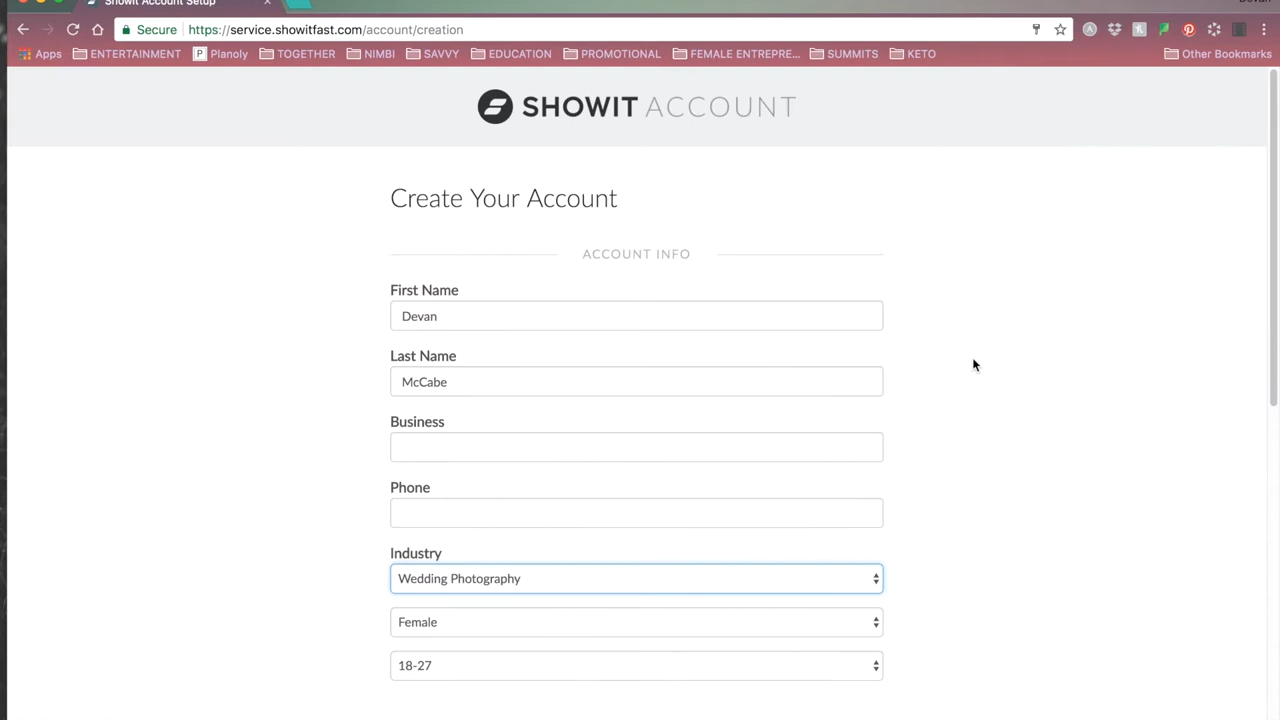 Showit Account Setup
Devan
Secure https://service.showitfast.com/account/creation
Apps ENTERTAINMENT P Planoly TOGETHER NIMBI SAVVY EDUCATION PROMOTIONAL FEMALE ENTREPRE... SUMMITS KETO Other Bookmarks
SHOWIT ACCOUNT
Create Your Account
ACCOUNT INFO
First Name
Devan
Last Name
McCabe
Business
Phone
Industry
Wedding Photography
Female
18-27